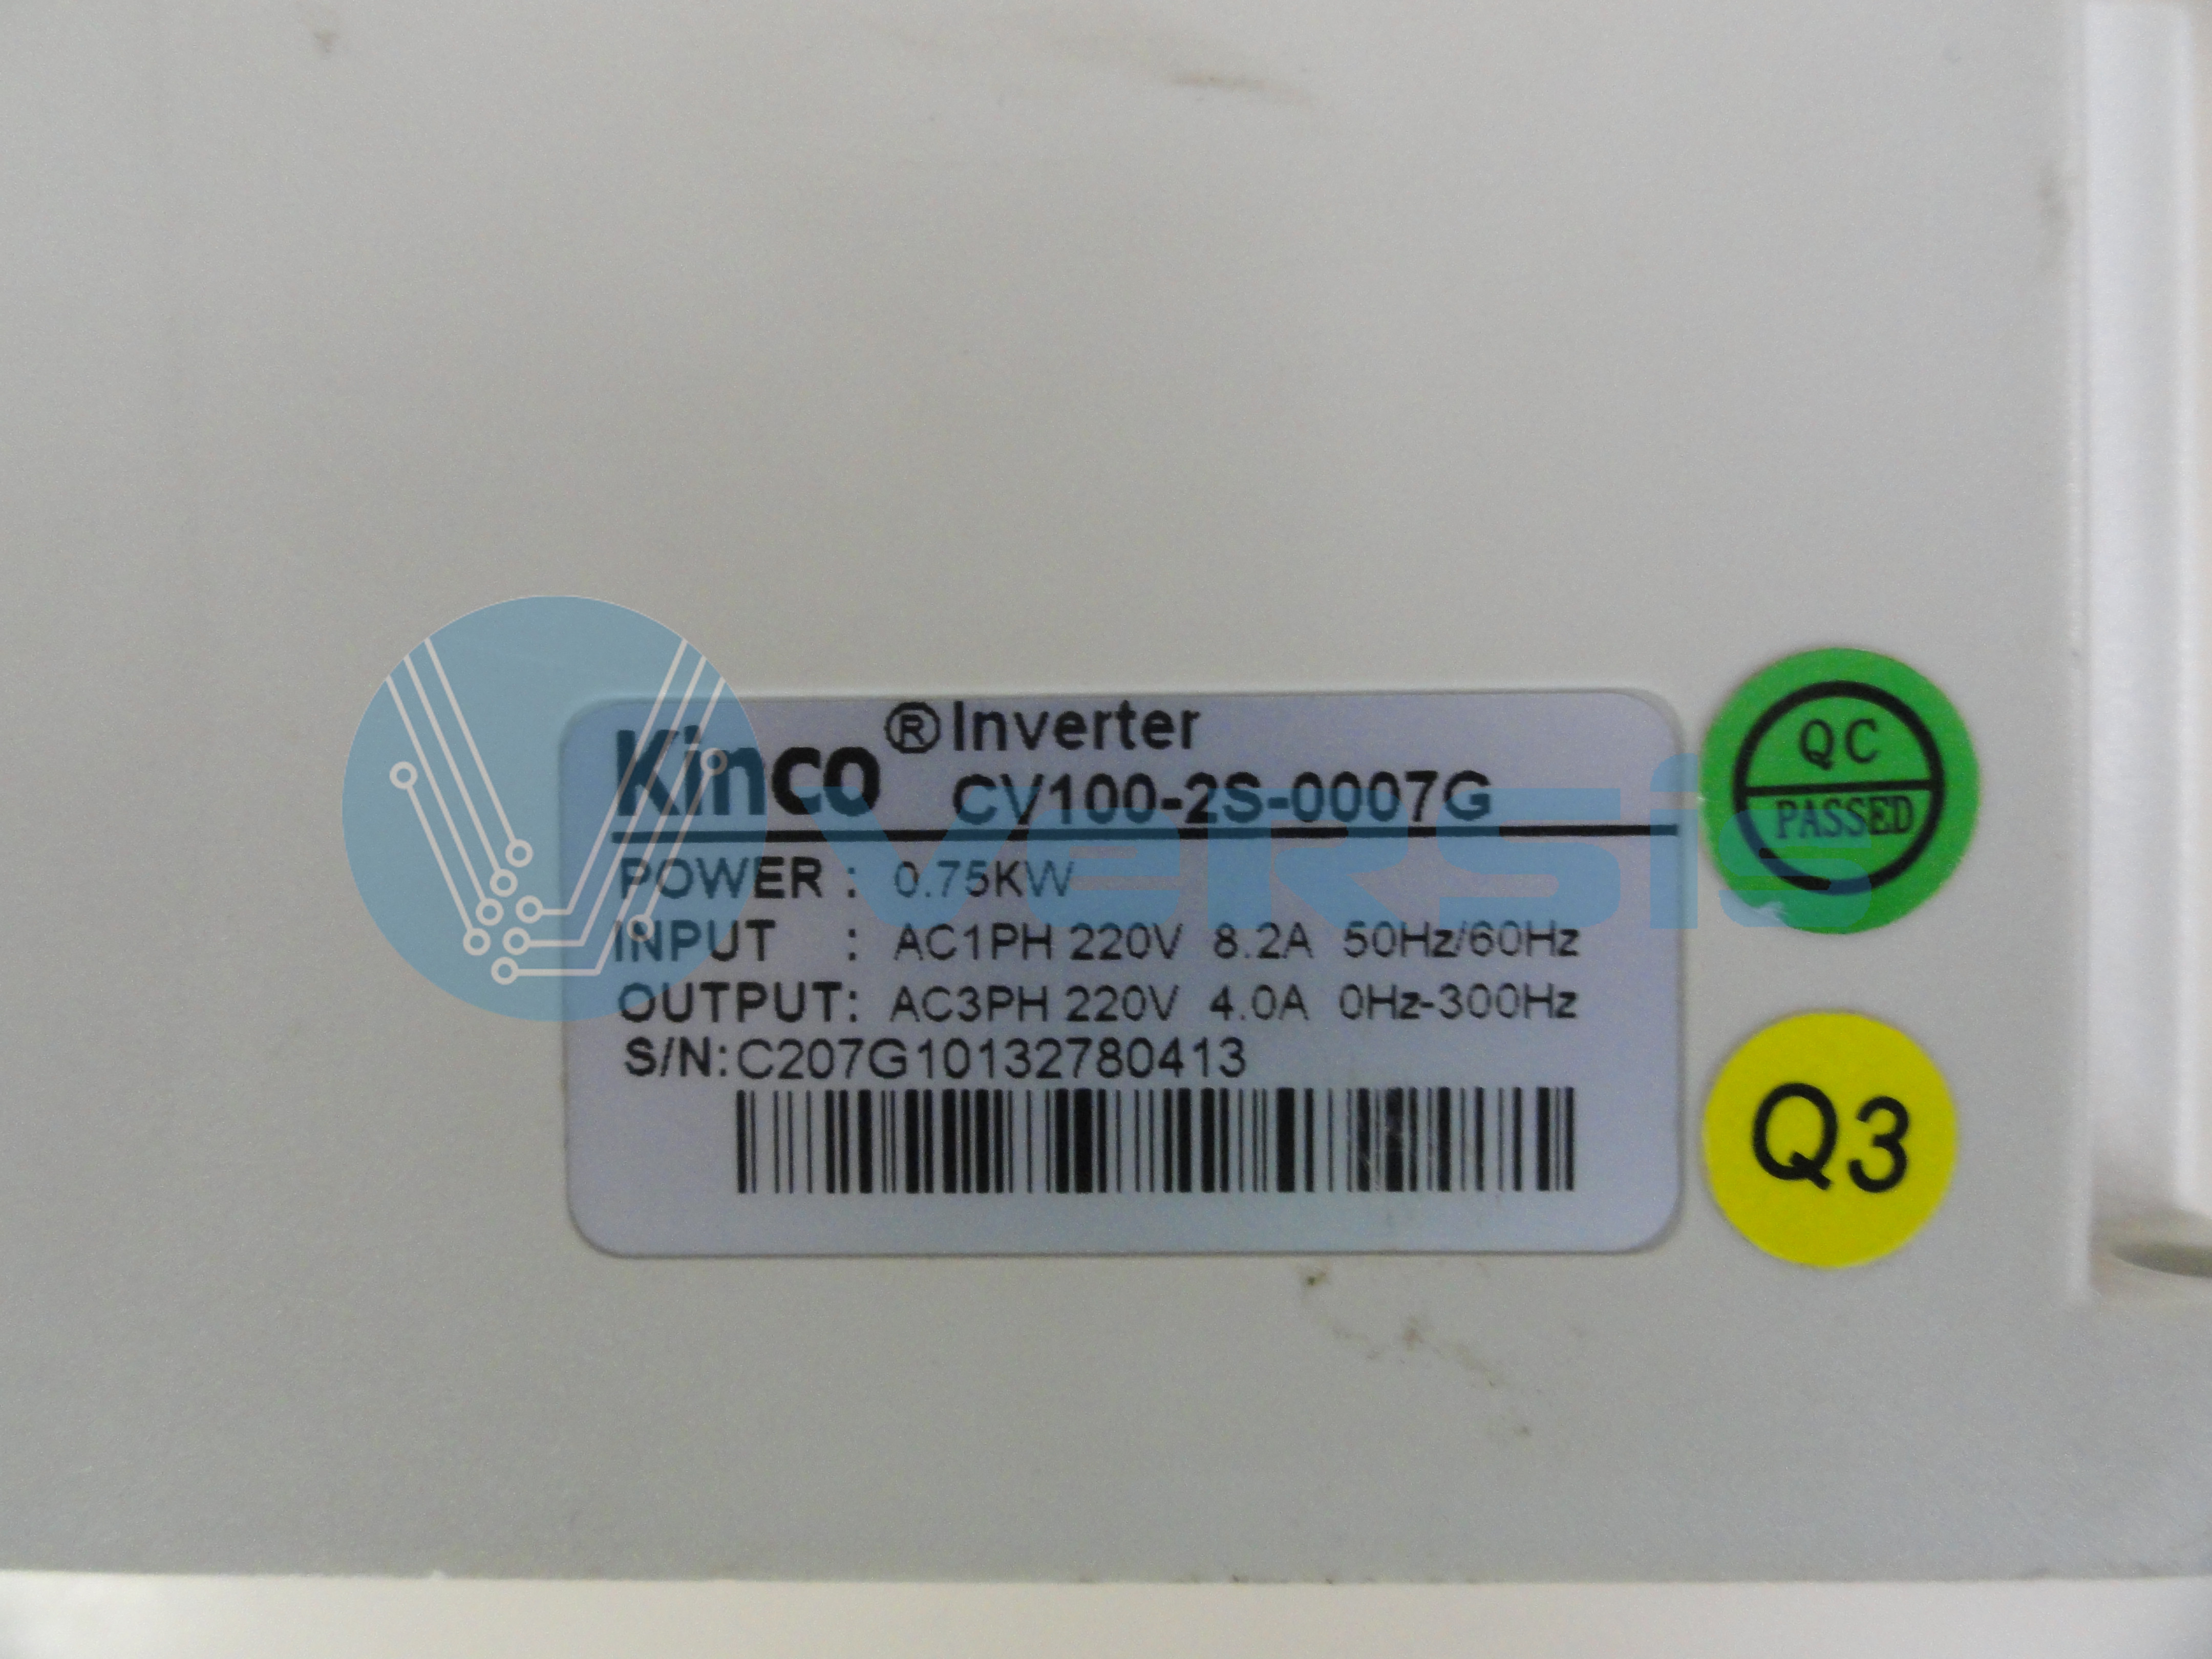 Kinco ® Inverter
CV100-2S-0007G
POWER : 0.75KW
INPUT : AC1PH 220V 8.2A 50Hz/60Hz
OUTPUT: AC3PH 220V 4.0A 0Hz-300Hz
S/N:C207G10132780413
QC
PASSED
Q3
versis